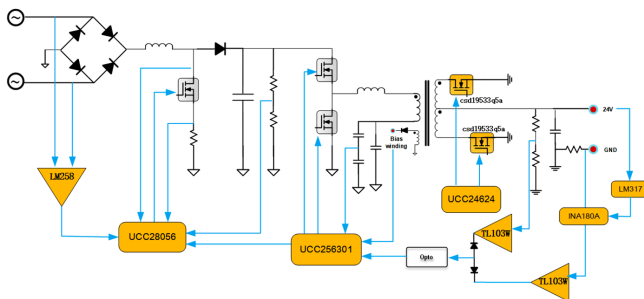 csd19533q5a
24V
csd19533q5a
Bias
winding
GND
LM258
LM317
UCC24624
INA180A
UCC28056
UCC256301
TL103W
Opto
TL103W